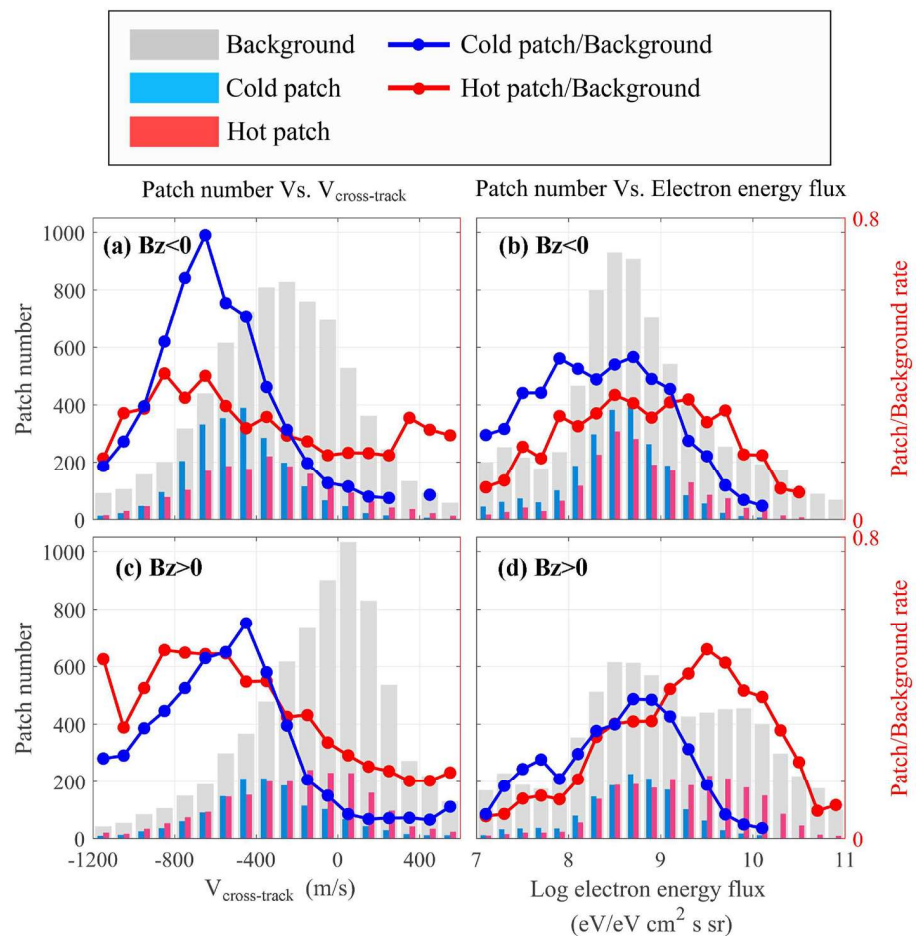 Background
Cold patch/Background
Cold patch
Hot patch/Background
Hot patch
Patch number Vs. Vcross-track
Patch number Vs. Electron energy flux
(a) Bz<0
(b) Bz<0
1000
800
600
400
200
0
Patch number
0.8
0
Patch/Background rate
(c) Bz>0
(d) Bz>0
1000
800
600
400
200
0
Patch number
0.8
0
Patch/Background rate
-1200 -800 -400 0 400
7 8 9 10 11
Vcross-track (m/s)
Log electron energy flux
(eV/eV cm2 s sr)